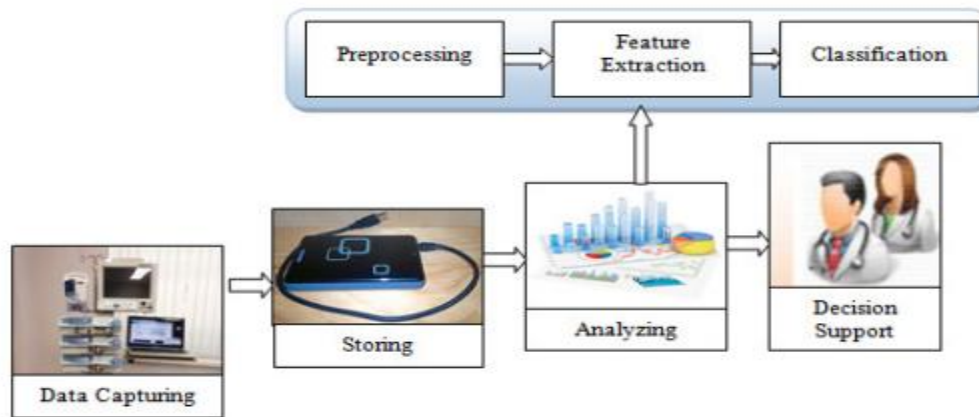 Preprocessing
Feature
Extraction
Classification
Data Capturing
Storing
Analyzing
Decision
Support